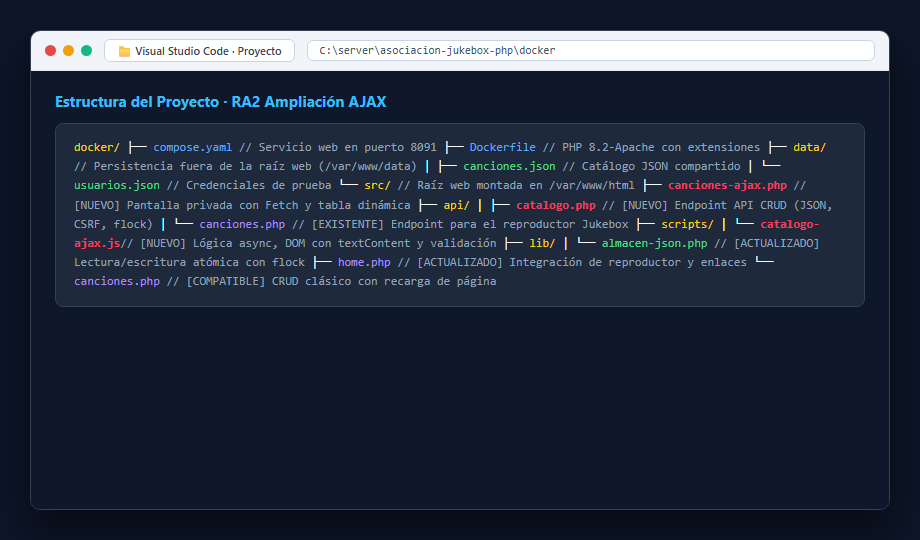 Visual Studio Code · Proyecto
C:\server\asociacion-jukebox-php\docker
Estructura del Proyecto · RA2 Ampliación AJAX
docker/ ├── compose.yaml // Servicio web en puerto 8091 ├── Dockerfile // PHP 8.2-Apache con extensiones ├── data/
// Persistencia fuera de la raíz web (/var/www/data) │ ├── canciones.json // Catálogo JSON compartido │ └──
usuarios.json // Credenciales de prueba └── src/ // Raíz web montada en /var/www/html ├── canciones-ajax.php //
[NUEVO] Pantalla privada con Fetch y tabla dinámica ├── api/ │ ├── catalogo.php // [NUEVO] Endpoint API CRUD (JSON,
CSRF, flock) │ └── canciones.php // [EXISTENTE] Endpoint para el reproductor Jukebox ├── scripts/ │ └── catalogo-
ajax.js// [NUEVO] Lógica async, DOM con textContent y validación ├── lib/ │ └── almacen-json.php // [ACTUALIZADO]
Lectura/escritura atómica con flock ├── home.php // [ACTUALIZADO] Integración de reproductor y enlaces └──
canciones.php // [COMPATIBLE] CRUD clásico con recarga de página